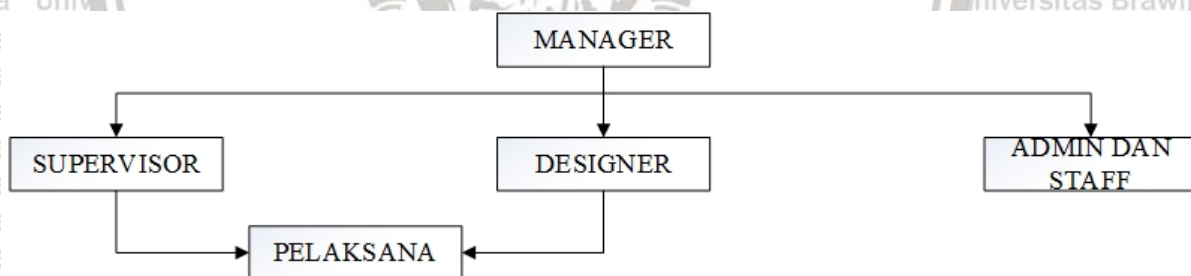 MANAGER
SUPERVISOR
DESIGNER
ADMIN DAN
STAFF
PELAKSANA